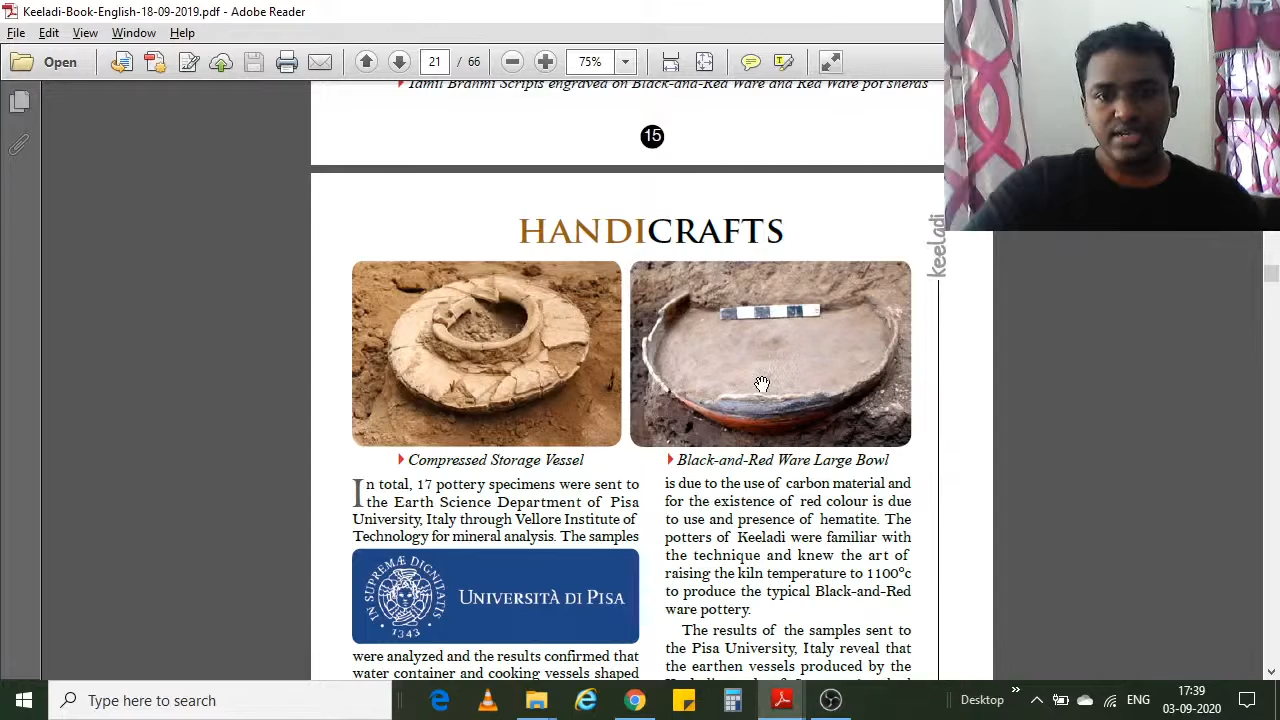 Keeladi-Book-English-18-09-2019.pdf - Adobe Reader
File Edit View Window Help
Open 21 / 66 75%
Tamil Brahmi Scripts engraved on Black-and-Red Ware and Red Ware pot sherds
15
HANDICRAFTS
keeladi
Compressed Storage Vessel
Black-and-Red Ware Large Bowl
In total, 17 pottery specimens were sent to
the Earth Science Department of Pisa
University, Italy through Vellore Institute of
Technology for mineral analysis. The samples
IN SUPREMÆ DIGNITATIS
1343
UNIVERSITÀ DI PISA
were analyzed and the results confirmed that
water container and cooking vessels shaped
is due to the use of carbon material and
for the existence of red colour is due
to use and presence of hematite. The
potters of Keeladi were familiar with
the technique and knew the art of
raising the kiln temperature to 1100°c
to produce the typical Black-and-Red
ware pottery.
The results of the samples sent to
the Pisa University, Italy reveal that
the earthen vessels produced by the
Type here to search
Desktop
ENG
17:39
03-09-2020